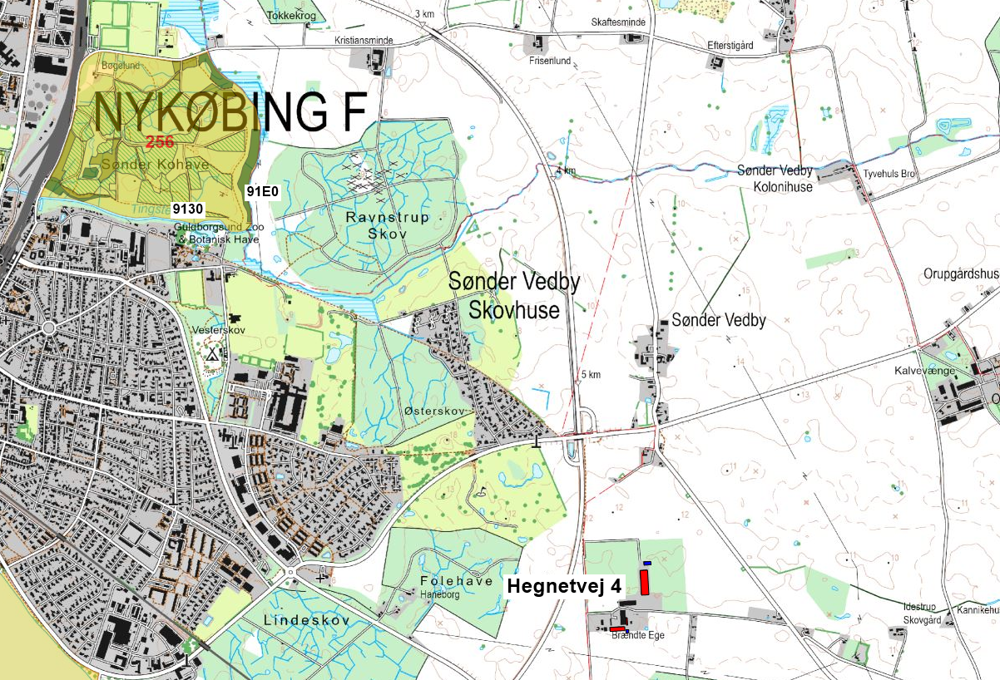 3 km
Tokkekrog
Kristiansminde
Skaftesminde
Frisenlund
Efterstigård
Bøgelund
NYKØBING F
256
Sønder Kohave
91E0
9130
Guldborgsund Zoo
& Botanisk Have
Ravnstrup
Skov
4 km
Sønder Vedby
Kolonihuse
Tyvehuls Bro
Sønder Vedby
Skovhuse
Orupgårdshus
Sønder Vedby
Vesterskov
5 km
Kalvevænge
Østerskov
Folehave
Haneborg
Hegnetvej 4
Lindeskov
Brændte Ege
Idestrup
Skovgård
Kannikehu